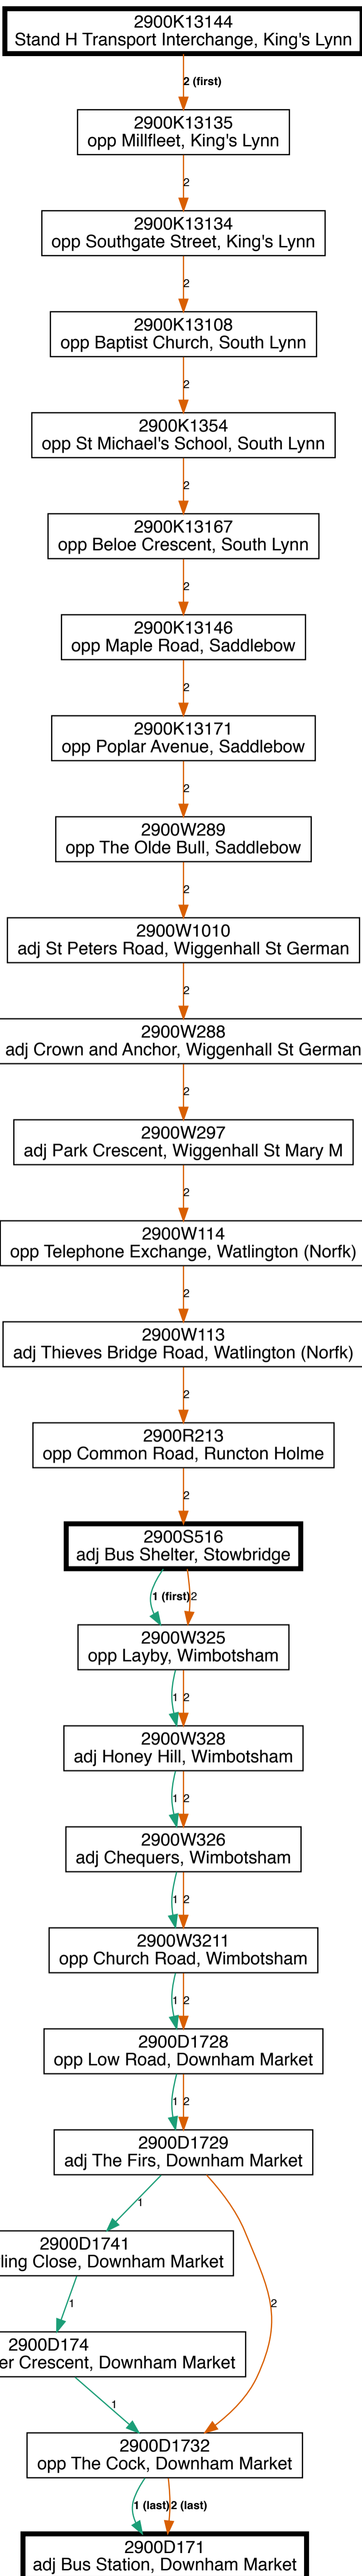 2900K13144
Stand H Transport Interchange, King's Lynn
2 (first)
2900K13135
opp Millfleet, King's Lynn
2
2900K13134
opp Southgate Street, King's Lynn
2
2900K13108
opp Baptist Church, South Lynn
2
2900K1354
opp St Michael's School, South Lynn
2
2900K13167
opp Beloe Crescent, South Lynn
2
2900K13146
opp Maple Road, Saddlebow
2
2900K13171
opp Poplar Avenue, Saddlebow
2
2900W289
opp The Olde Bull, Saddlebow
2
2900W1010
adj St Peters Road, Wiggenhall St German
2
2900W288
adj Crown and Anchor, Wiggenhall St German
2
2900W297
adj Park Crescent, Wiggenhall St Mary M
2
2900W114
opp Telephone Exchange, Watlington (Norfk)
2
2900W113
adj Thieves Bridge Road, Watlington (Norfk)
2
2900R213
opp Common Road, Runcton Holme
2
2900S516
adj Bus Shelter, Stowbridge
1 (first) 2
2900W325
opp Layby, Wimbotsham
1 2
2900W328
adj Honey Hill, Wimbotsham
1 2
2900W326
adj Chequers, Wimbotsham
1 2
2900W3211
opp Church Road, Wimbotsham
1 2
2900D1728
opp Low Road, Downham Market
1 2
2900D1729
adj The Firs, Downham Market
1
2900D1741
ling Close, Downham Market
1 2
2900D174
er Crescent, Downham Market
1
2900D1732
opp The Cock, Downham Market
1 (last) 2 (last)
2900D171
adj Bus Station, Downham Market